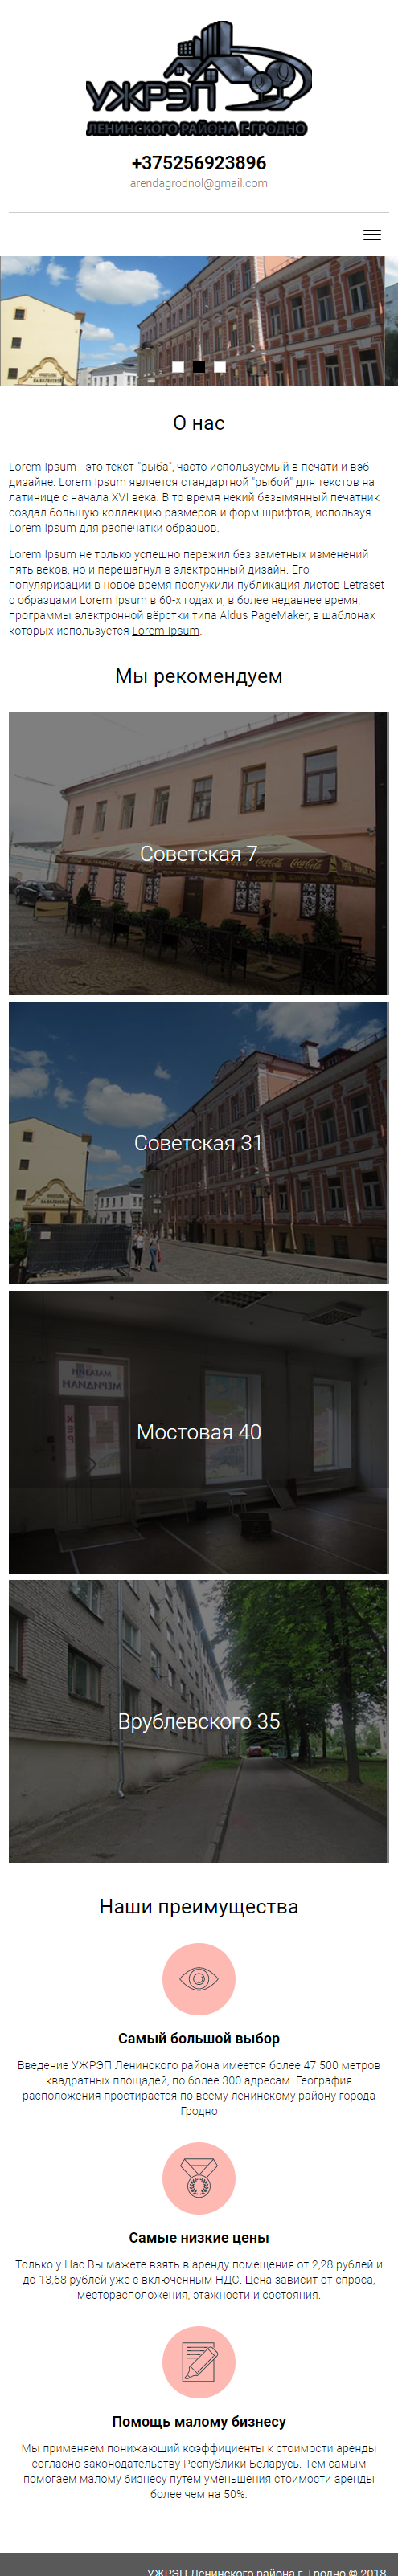 УЖРЭП
ЛЕНИНСКОГО РАЙОНА Г.ГРОДНО
+375256923896
arendagrodnol@gmail.com
О нас
Lorem Ipsum - это текст-"рыба", часто используемый в печати и вэб-
дизайне. Lorem Ipsum является стандартной "рыбой" для текстов на
латинице с начала XVI века. В то время некий безымянный печатник
создал большую коллекцию размеров и форм шрифтов, используя
Lorem Ipsum для распечатки образцов.
Lorem Ipsum не только успешно пережил без заметных изменений
пять веков, но и перешагнул в электронный дизайн. Его
популяризации в новое время послужили публикация листов Letraset
с образцами Lorem Ipsum в 60-х годах и, в более недавнее время,
программы электронной вёрстки типа Aldus PageMaker, в шаблонах
которых используется Lorem Ipsum.
Мы рекомендуем
Coca-Cola Coca-Cola
Советская 7
Советская 31
МАГАЗИН
МЕРИДИАН
Мостовая 40
Врублевского 35
Наши преимущества
Самый большой выбор
Введение УЖРЭП Ленинского района имеется более 47 500 метров
квадратных площадей, по более 300 адресам. География
расположения простирается по всему ленинскому району города
Гродно
Самые низкие цены
Только у Нас Вы мажете взять в аренду помещения от 2,28 рублей и
до 13,68 рублей уже с включенным НДС. Цена зависит от спроса,
месторасположения, этажности и состояния.
Помощь малому бизнесу
Мы применяем понижающий коэффициенты к стоимости аренды
согласно законодательству Республики Беларусь. Тем самым
помогаем малому бизнесу путем уменьшения стоимости аренды
более чем на 50%.
УЖРЭП Ленинского района г. Гродно © 2018